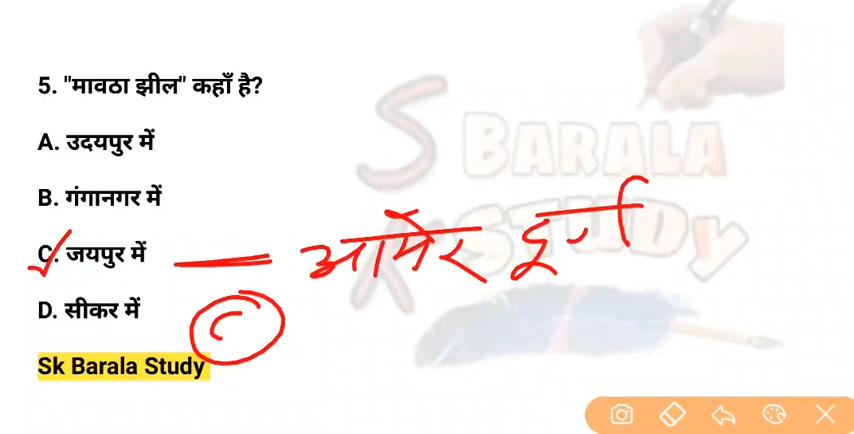 5. "मावठा झील" कहाँ है?
A. उदयपुर में
B. गंगानगर में
C. जयपुर में — आमेर दुर्ग
D. सीकर में
C
Sk Barala Study
S BARALA
K STUDY